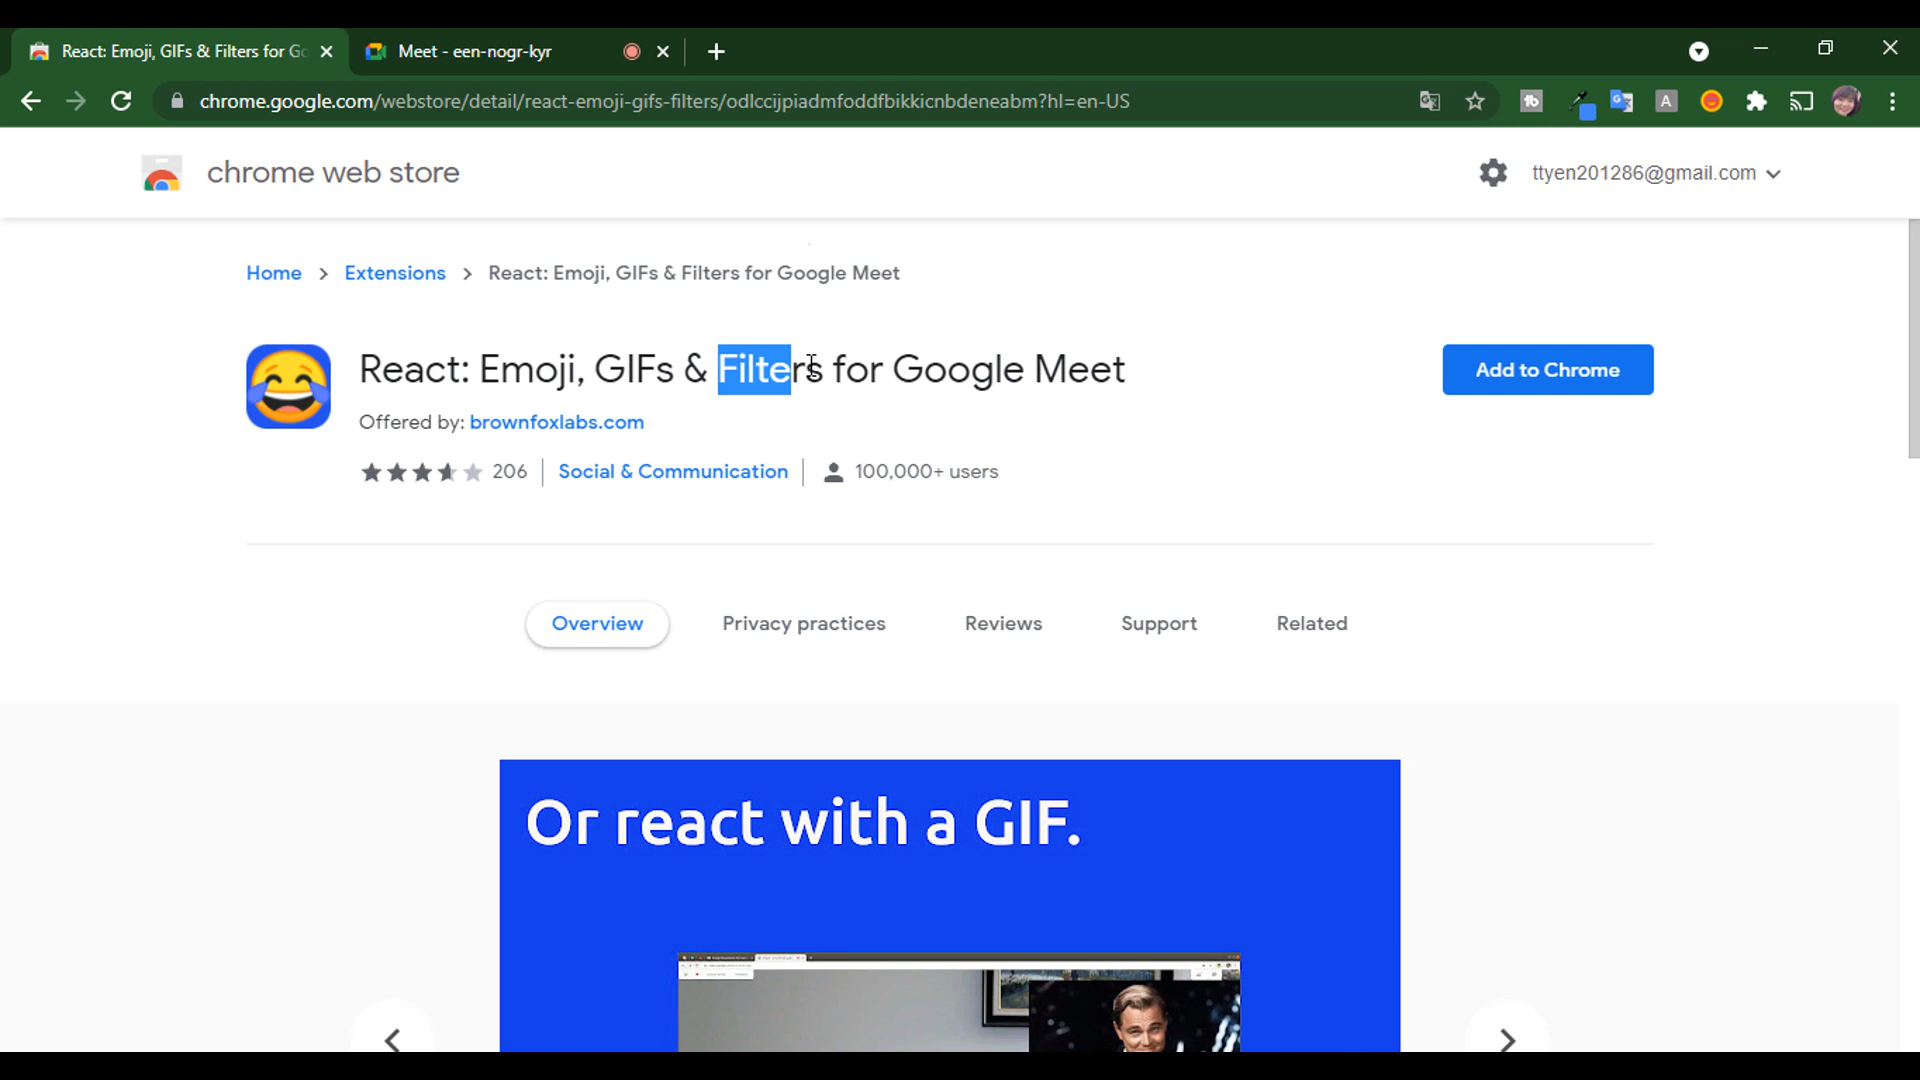 React: Emoji, GIFs & Filters for Go
Meet - een-nogr-kyr
chrome.google.com/webstore/detail/react-emoji-gifs-filters/odlccijpiadmfoddfbikkicnbdeneabm?hl=en-US
chrome web store
ttyen201286@gmail.com
Home > Extensions > React: Emoji, GIFs & Filters for Google Meet
React: Emoji, GIFs & Filters for Google Meet
Add to Chrome
Offered by: brownfoxlabs.com
206 | Social & Communication | 100,000+ users
Overview
Privacy practices
Reviews
Support
Related
Or react with a GIF.